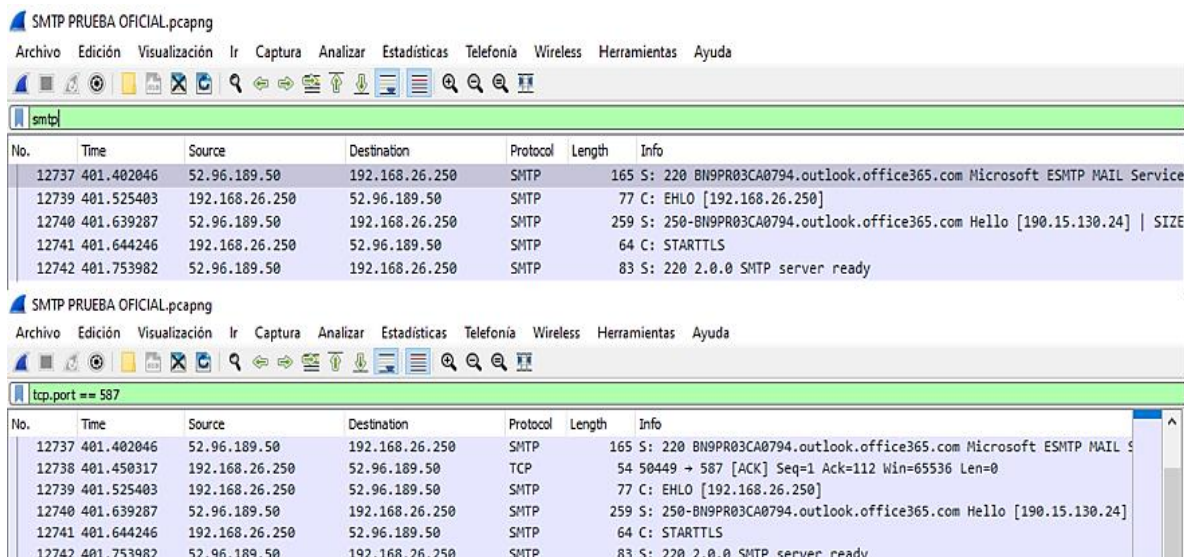 SMTP PRUEBA OFICIAL.pcapng
Archivo Edición Visualización Ir Captura Analizar Estadísticas Telefonía Wireless Herramientas Ayuda
smtp
No. Time Source Destination Protocol Length Info
12737 401.402046 52.96.189.50 192.168.26.250 SMTP 165 S: 220 BN9PR03CA0794.outlook.office365.com Microsoft ESMTP MAIL Service
12739 401.525403 192.168.26.250 52.96.189.50 SMTP 77 C: EHLO [192.168.26.250]
12740 401.639287 52.96.189.50 192.168.26.250 SMTP 259 S: 250-BN9PR03CA0794.outlook.office365.com Hello [190.15.130.24] | SIZE
12741 401.644246 192.168.26.250 52.96.189.50 SMTP 64 C: STARTTLS
12742 401.753982 52.96.189.50 192.168.26.250 SMTP 83 S: 220 2.0.0 SMTP server ready
SMTP PRUEBA OFICIAL.pcapng
Archivo Edición Visualización Ir Captura Analizar Estadísticas Telefonía Wireless Herramientas Ayuda
tcp.port == 587
No. Time Source Destination Protocol Length Info
12737 401.402046 52.96.189.50 192.168.26.250 SMTP 165 S: 220 BN9PR03CA0794.outlook.office365.com Microsoft ESMTP MAIL S
12738 401.450317 192.168.26.250 52.96.189.50 TCP 54 50449 → 587 [ACK] Seq=1 Ack=112 Win=65536 Len=0
12739 401.525403 192.168.26.250 52.96.189.50 SMTP 77 C: EHLO [192.168.26.250]
12740 401.639287 52.96.189.50 192.168.26.250 SMTP 259 S: 250-BN9PR03CA0794.outlook.office365.com Hello [190.15.130.24]
12741 401.644246 192.168.26.250 52.96.189.50 SMTP 64 C: STARTTLS
12742 401.753982 52.96.189.50 192.168.26.250 SMTP 83 S: 220 2.0.0 SMTP server ready